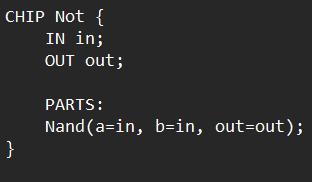 CHIP Not {
    IN in;
    OUT out;

    PARTS:
    Nand(a=in, b=in, out=out);
}